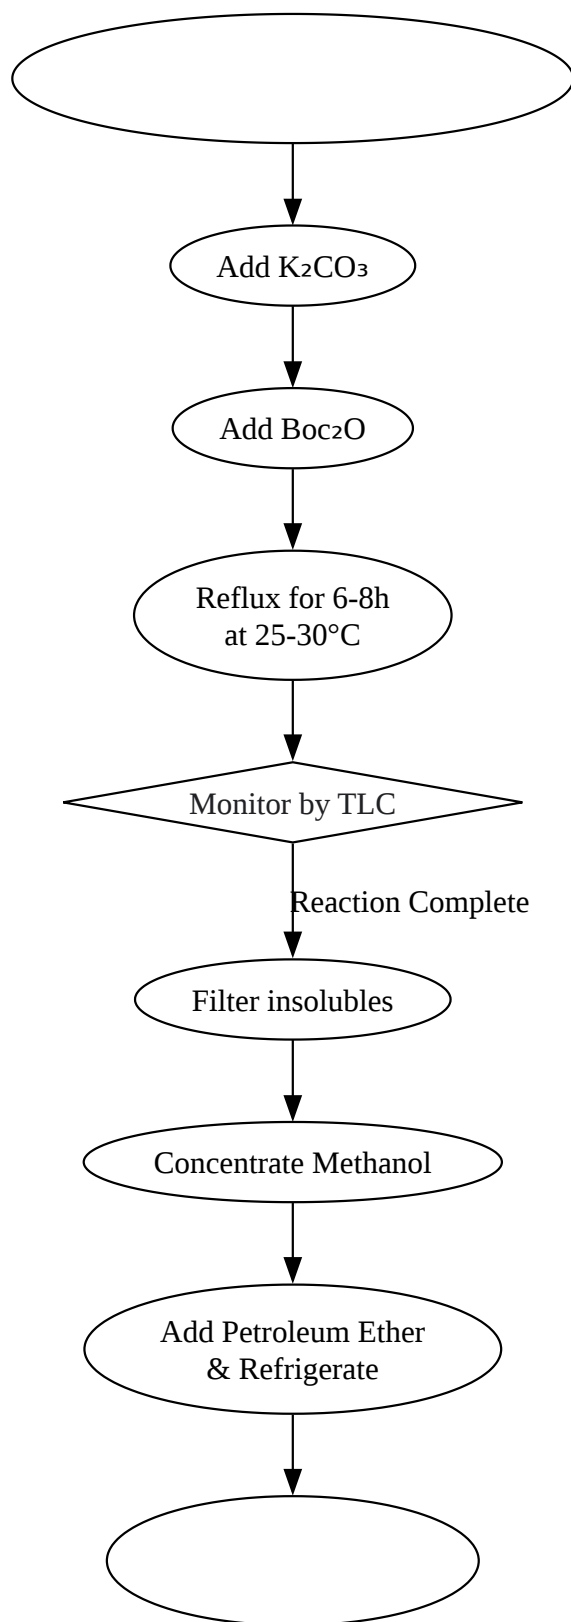 Add K₂CO₃
Add Boc₂O
Reflux for 6-8h
at 25-30°C
Monitor by TLC
Reaction Complete
Filter insolubles
Concentrate Methanol
Add Petroleum Ether
& Refrigerate